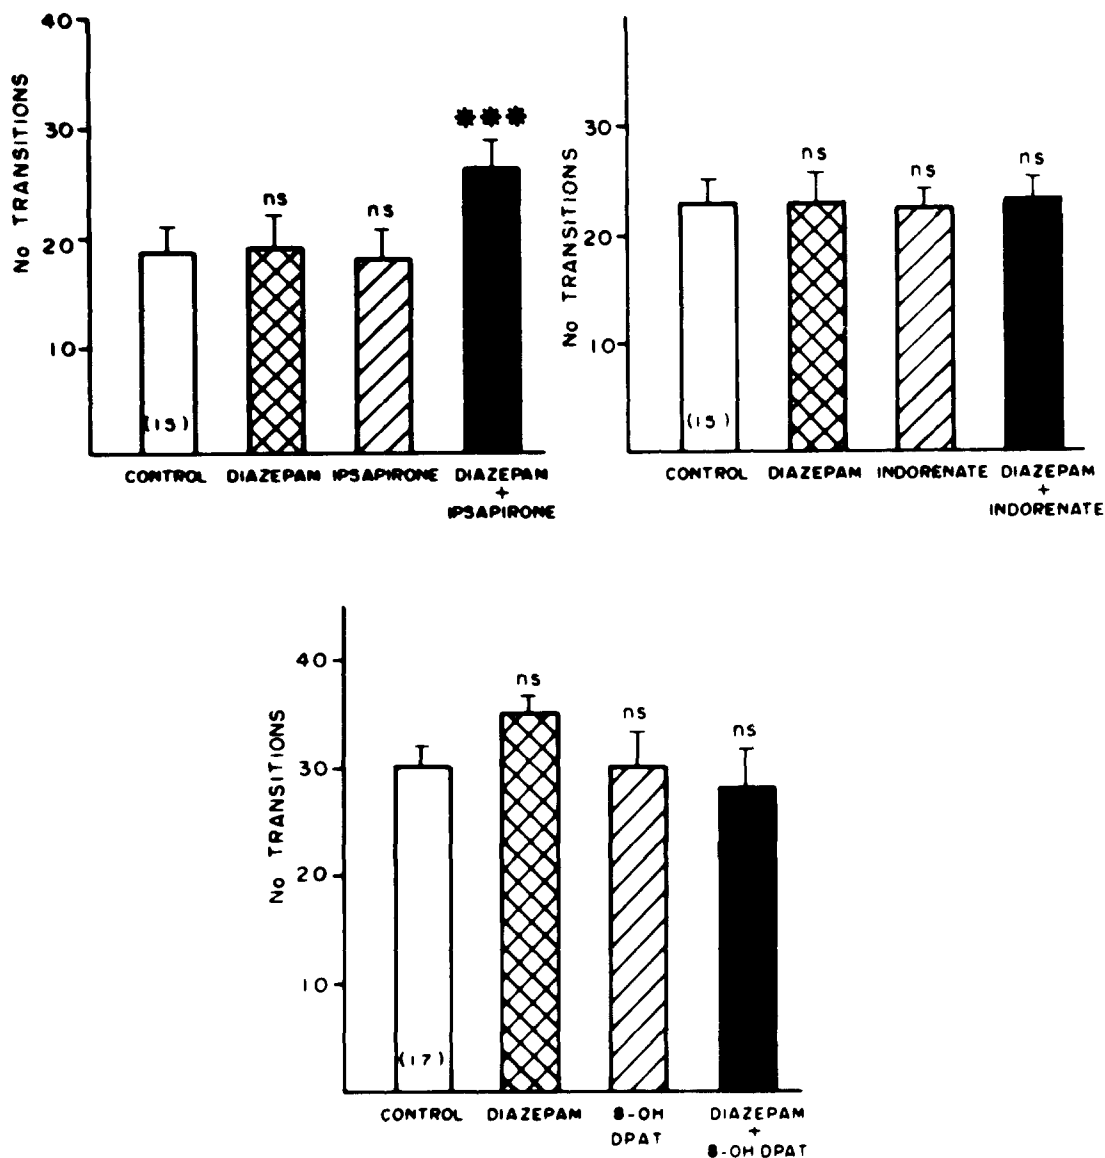 40
30
20
10
No TRANSITIONS
***
ns
ns
(15)
CONTROL
DIAZEPAM
IPSAPIRONE
DIAZEPAM
+
IPSAPIRONE
30
20
10
No TRANSITIONS
ns
ns
ns
(15)
CONTROL
DIAZEPAM
INDORENATE
DIAZEPAM
+
INDORENATE
40
30
20
10
No TRANSITIONS
ns
ns
ns
(17)
CONTROL
DIAZEPAM
8-OH
DPAT
DIAZEPAM
+
8-OH DPAT